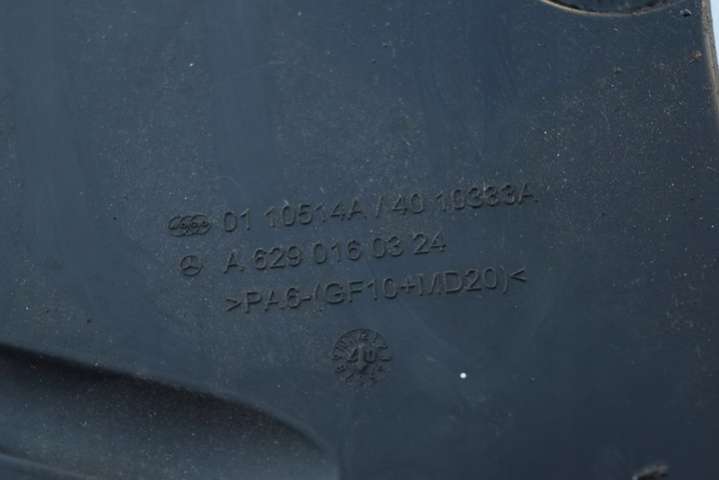 01 10514A / 40 10333A
A 629 016 03 24
>PA6-(GF10+MD20)<